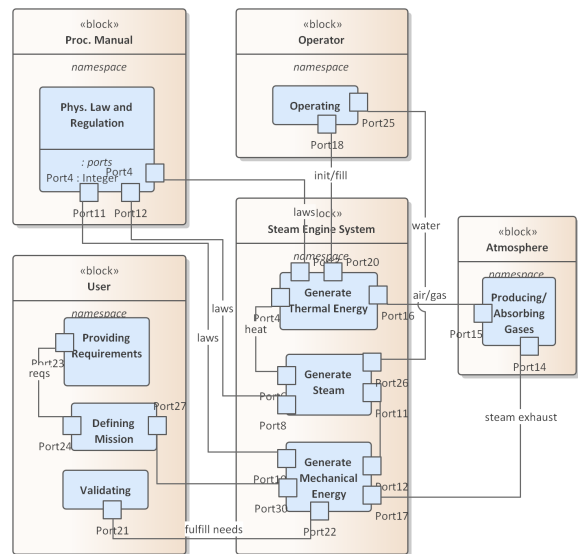 «block»
Proc. Manual
namespace
Phys. Law and
Regulation
: ports
Port4
Port4 : Integer
Port11
Port12
«block»
Operator
namespace
Operating
Port25
Port18
init/fill
water
laws
Steam Engine System
namespace
Port20
Generate
Thermal Energy
Port4
Port16
heat
air/gas
Generate
Steam
Port26
Port8
Port11
laws
laws
Generate
Mechanical
Energy
Port12
Port30
Port17
Port22
«block»
Atmosphere
namespace
Producing/
Absorbing
Gases
Port15
Port14
steam exhaust
«block»
User
namespace
Providing
Requirements
Port23
reqs
Port27
Defining
Mission
Port24
Validating
Port21
fulfill needs